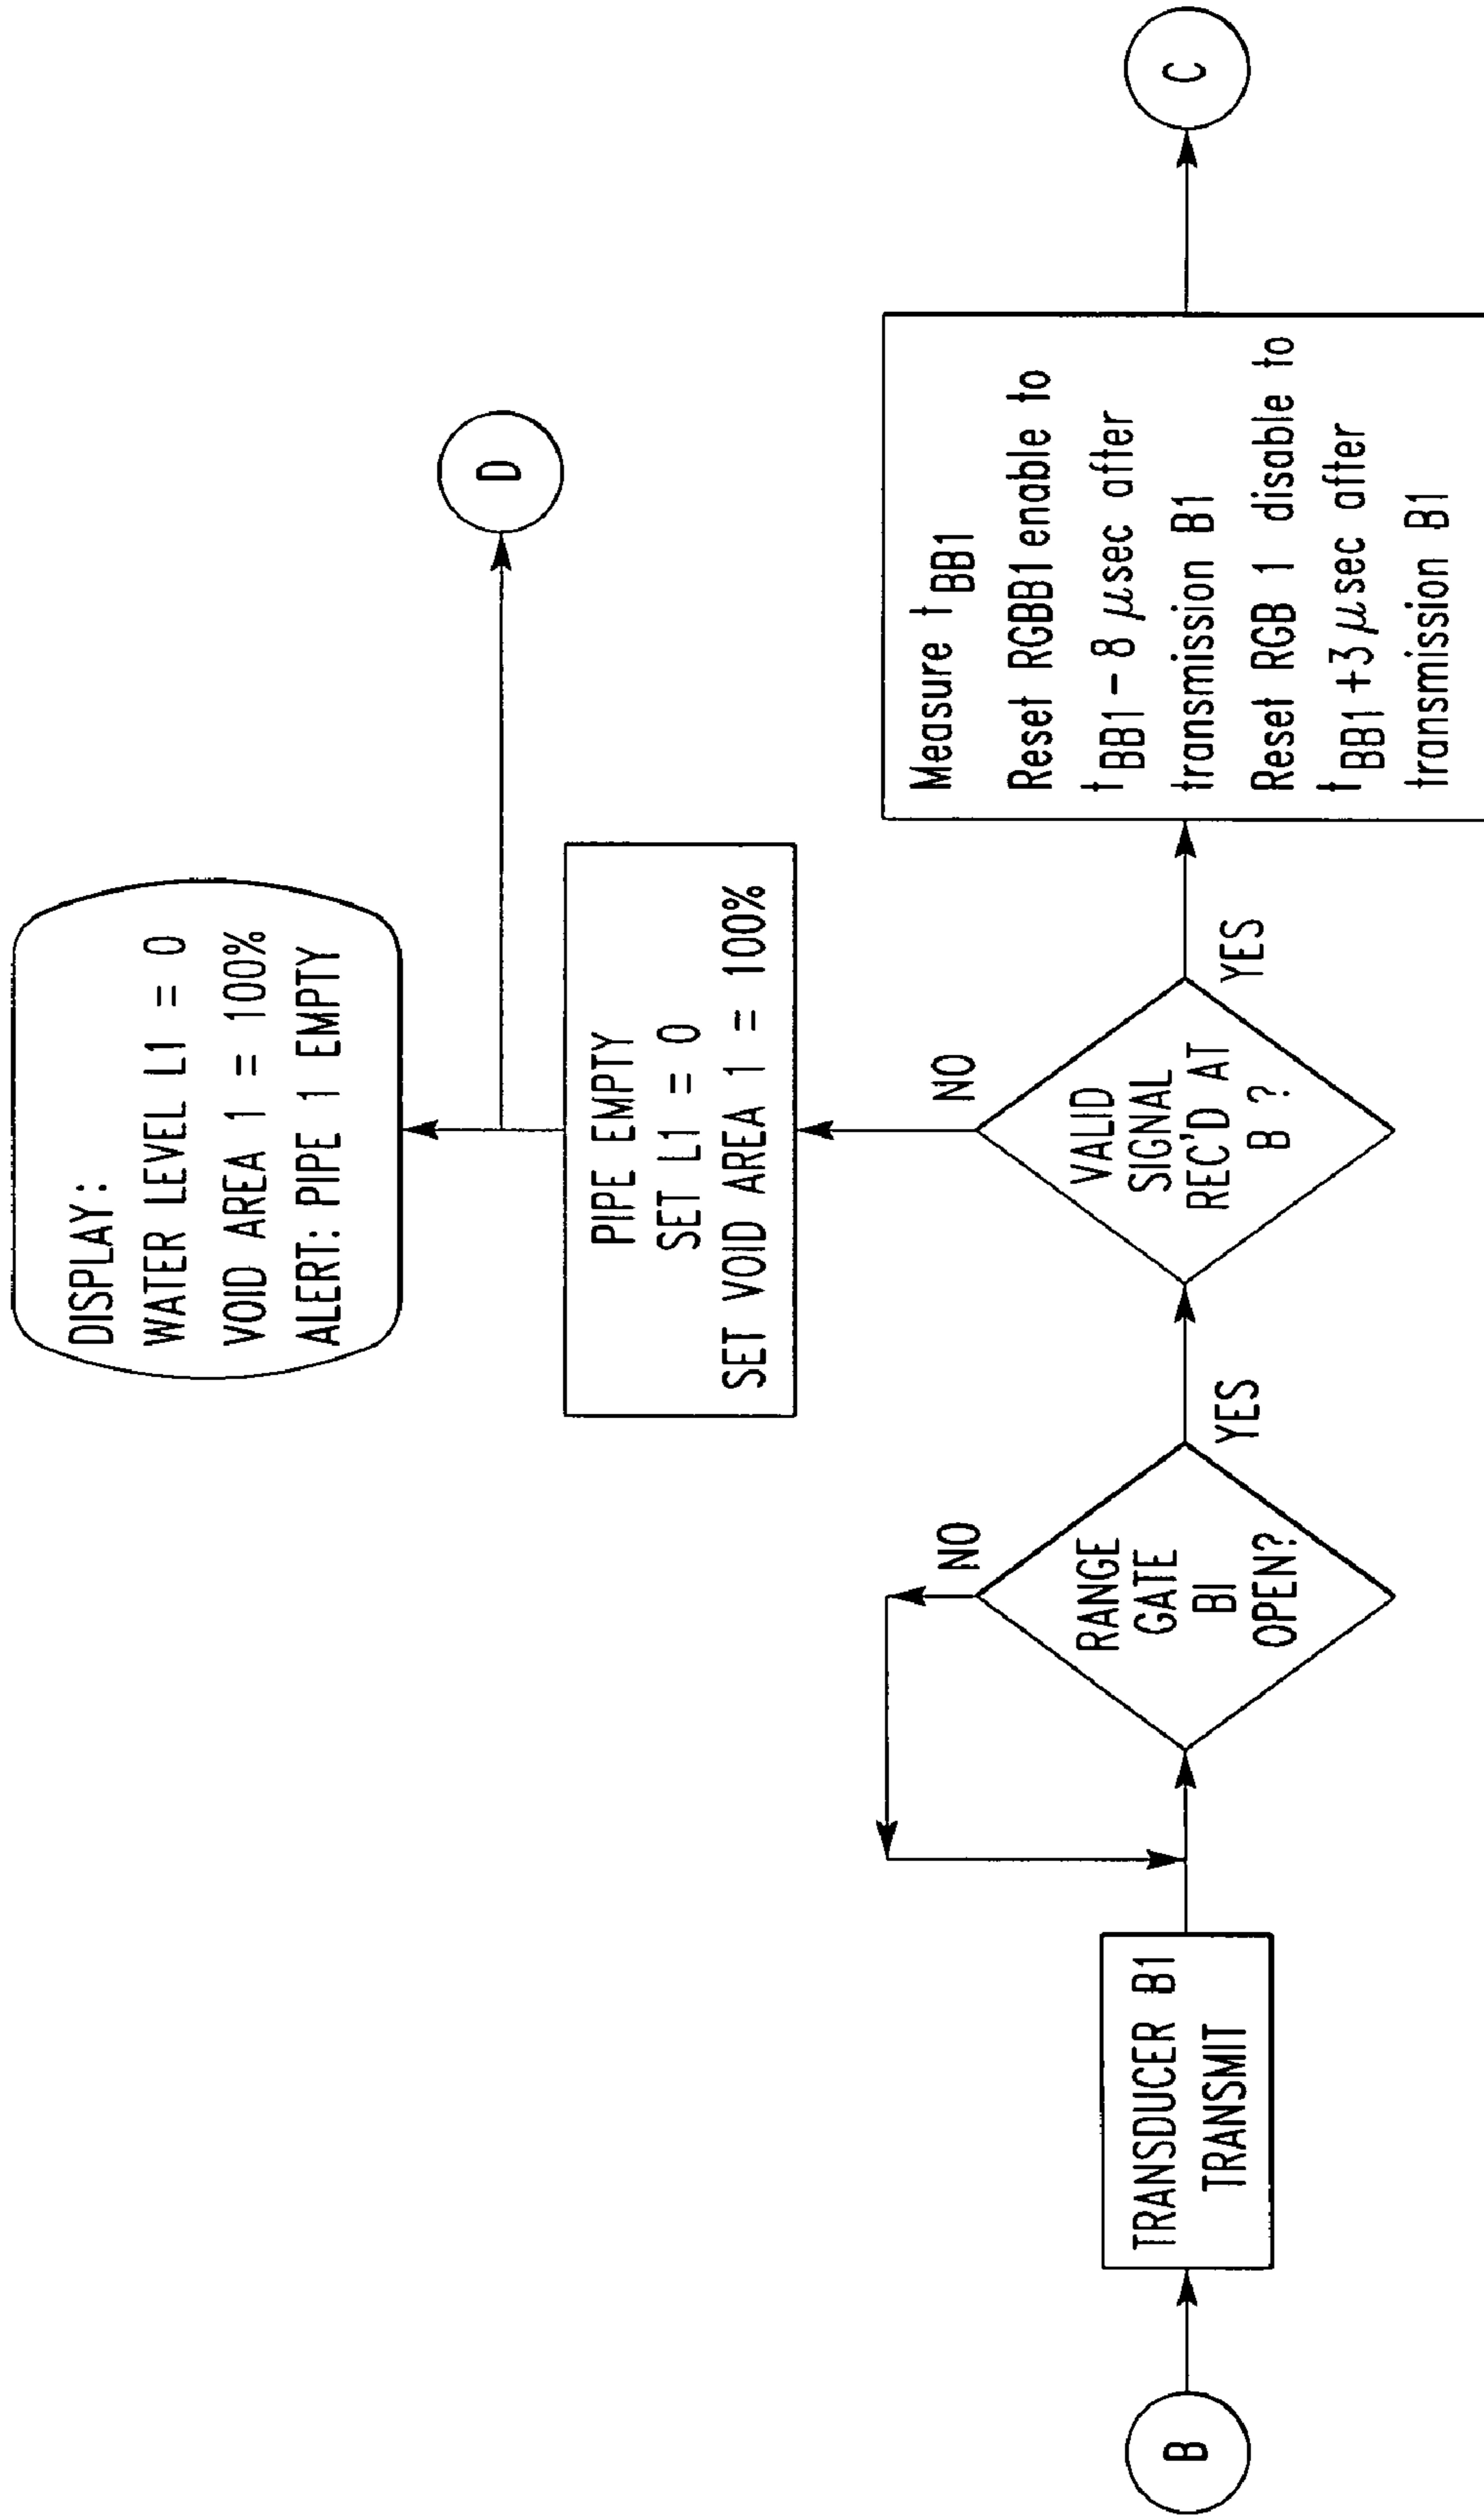 DISPLAY:
WATER LEVEL L1 = 0
VOID AREA 1 = 100%
ALERT: PIPE 1 EMPTY
D
PIPE EMPTY
SET L1 = 0
SET VOID AREA 1 = 100%
B
TRANSDUCER B1
TRANSMIT
RANGE
GATE
BI
OPEN?
NO
YES
VALID
SIGNAL
REC'D AT
B ?
NO
YES
Measure t BB1
Reset RGBB1 enable to
t BB1 - 8 μsec after
transmission B1
Reset RGB 1 disable to
t BB1 +3 μsec after
transmission B1
C